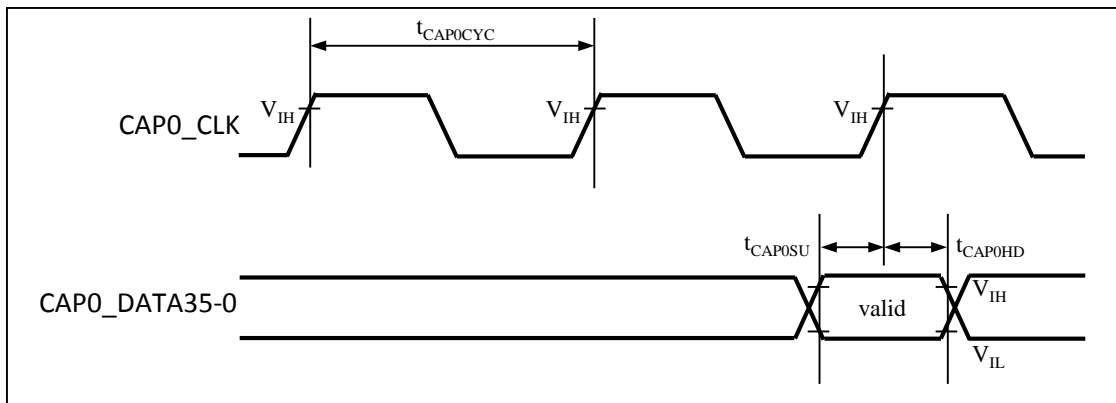 tCAP0CYC
VIH VIH VIH
CAP0_CLK
tCAP0SU tCAP0HD
CAP0_DATA35-0 valid VIH
VIL